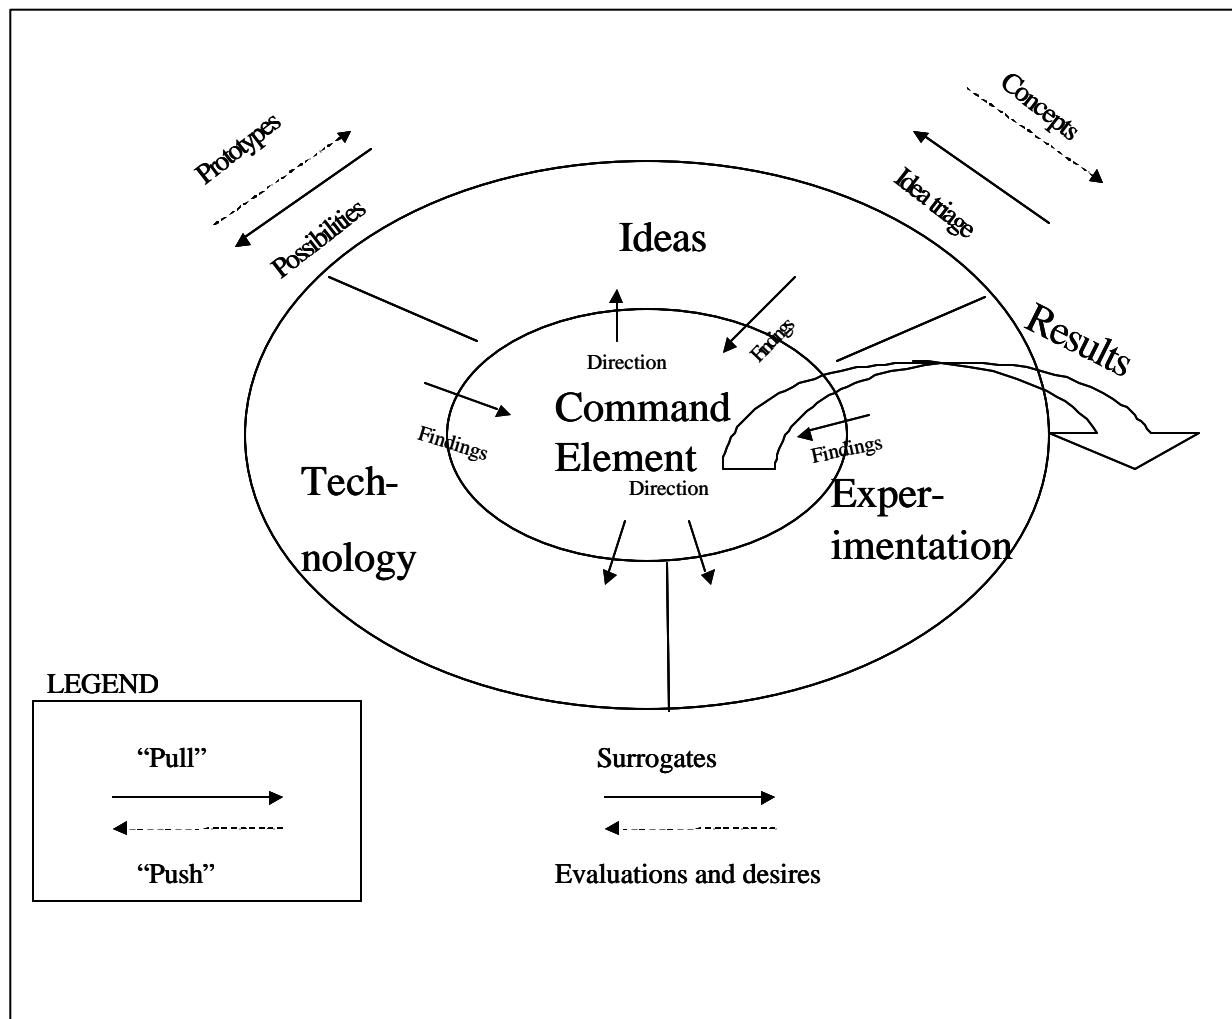 Concepts
Prototypes
Idea triage
Possibilities
Ideas
Results
Findings
Direction
Command
Element
Findings
Findings
Direction
Tech-
nology
Exper-
imentation
LEGEND
“Pull”
“Push”
Surrogates
Evaluations and desires